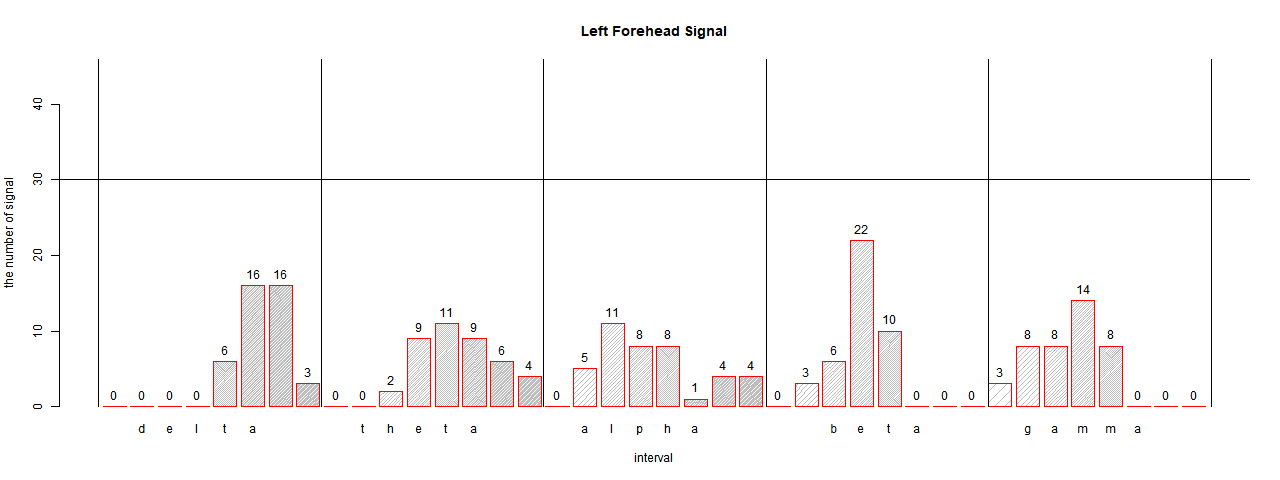 Left Forehead Signal
the number of signal
40
30
20
10
0
22
16 16 14
11 11 10
9 9 8 8 8 8 8
6 6 6 5
3 2 4 1 4 4 3 3
0 0 0 0 0 0 0 0 0 0 0 0 0 0
d e l t a t h e t a a l p h a b e t a g a m m a
interval